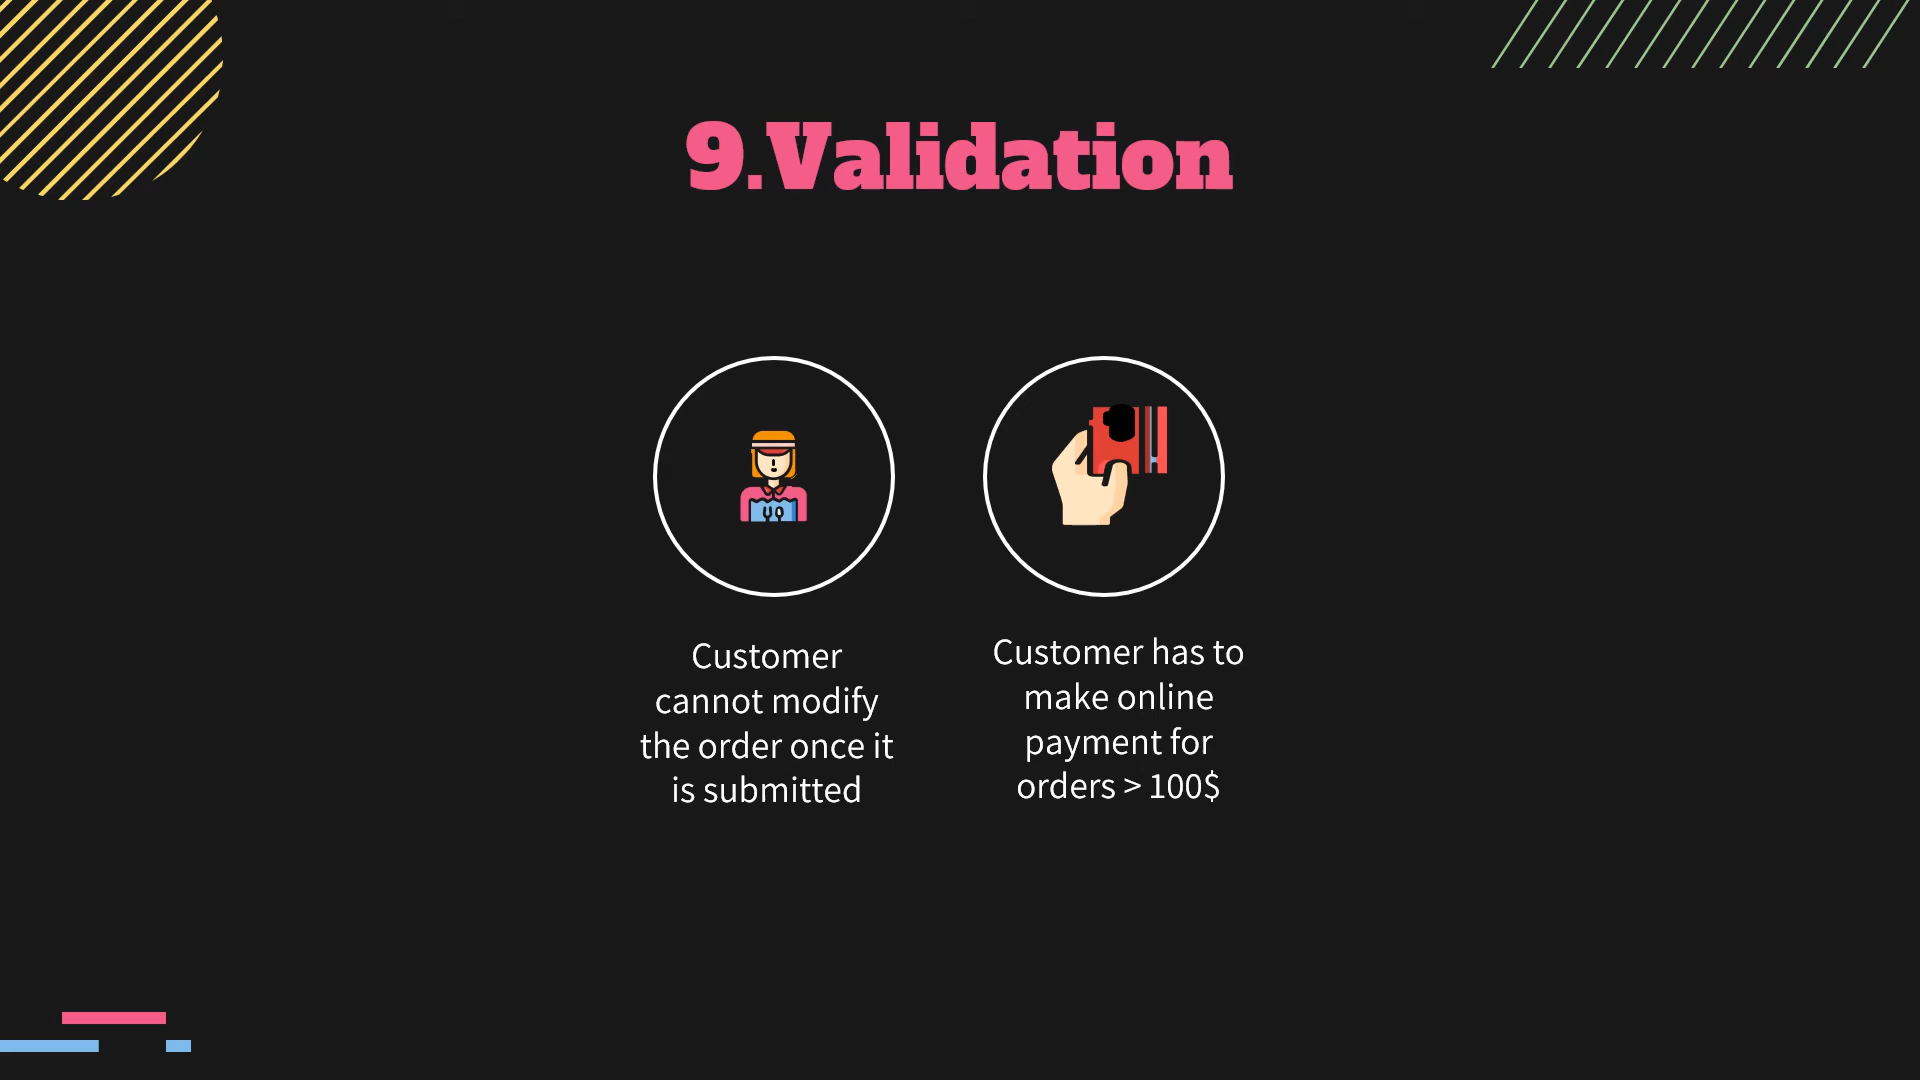 9.Validation
Customer
cannot modify
the order once it
is submitted
Customer has to
make online
payment for
orders > 100$